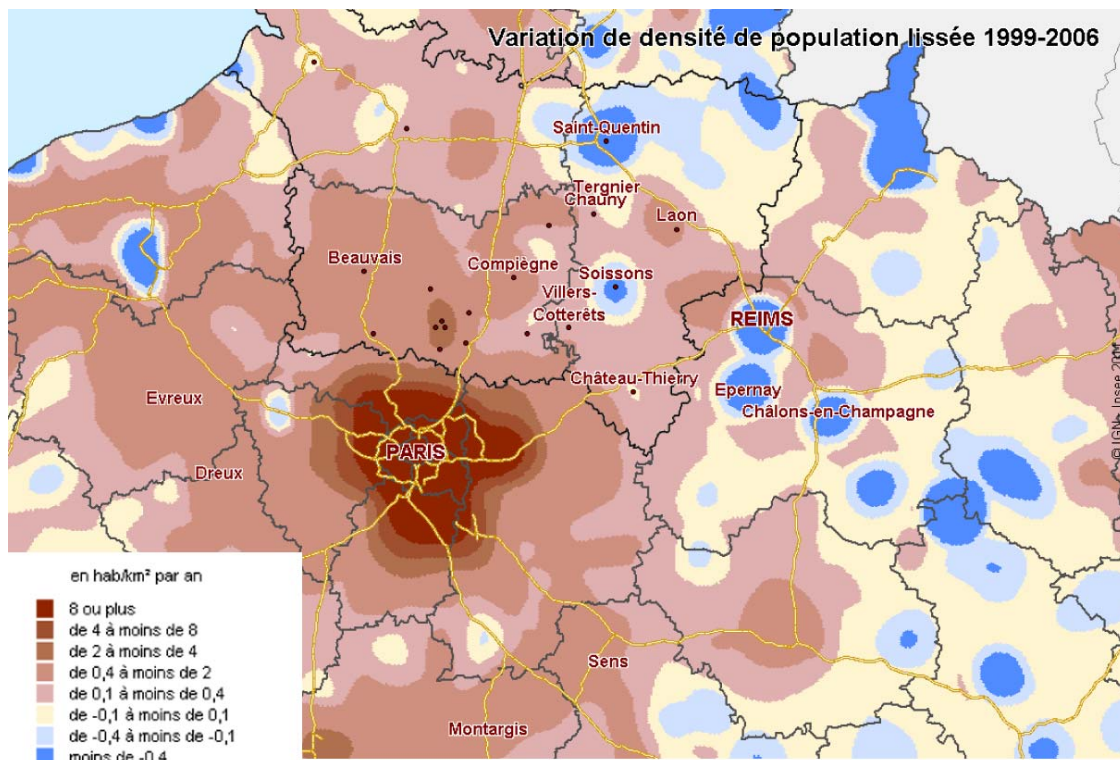 Variation de densité de population lissée 1999-2006
Saint-Quentin
Tergnier
Chauny
Laon
Beauvais
Compiègne
Soissons
Villers-
Cotterêts
REIMS
Château-Thierry
Epernay
Châlons-en-Champagne
Evreux
PARIS
Dreux
Sens
Montargis
en hab/km² par an
8 ou plus
de 4 à moins de 8
de 2 à moins de 4
de 0,4 à moins de 2
de 0,1 à moins de 0,4
de -0,1 à moins de 0,1
de -0,4 à moins de -0,1
moins de -0,4
©IGN-Insee